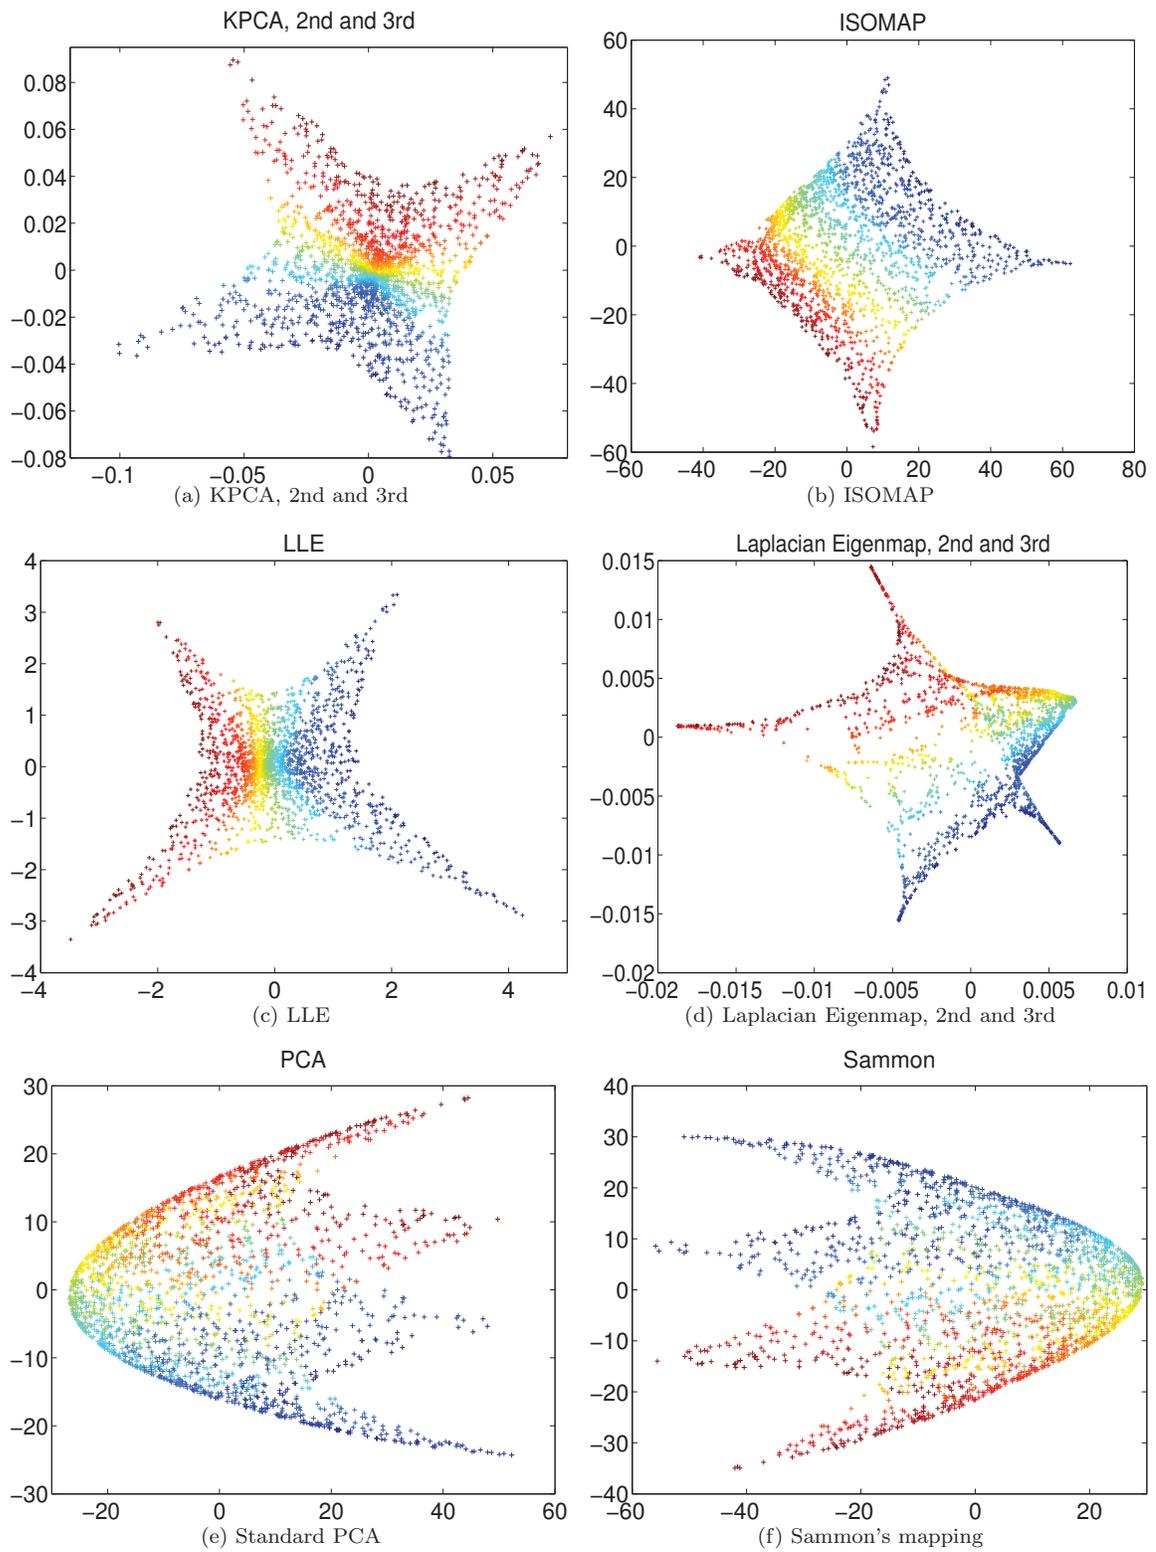 KPCA, 2nd and 3rd
0.08
0.06
0.04
0.02
0
−0.02
−0.04
−0.06
−0.08
−0.1 −0.05 0 0.05
(a) KPCA, 2nd and 3rd
ISOMAP
60
40
20
0
−20
−40
−60
−60 −40 −20 0 20 40 60 80
(b) ISOMAP
LLE
4
3
2
1
0
−1
−2
−3
−4
−4 −2 0 2 4
(c) LLE
Laplacian Eigenmap, 2nd and 3rd
0.015
0.01
0.005
0
−0.005
−0.01
−0.015
−0.02
−0.02 −0.015 −0.01 −0.005 0 0.005 0.01
(d) Laplacian Eigenmap, 2nd and 3rd
PCA
30
20
10
0
−10
−20
−30
−20 0 20 40 60
(e) Standard PCA
Sammon
40
30
20
10
0
−10
−20
−30
−40
−60 −40 −20 0 20
(f) Sammon's mapping